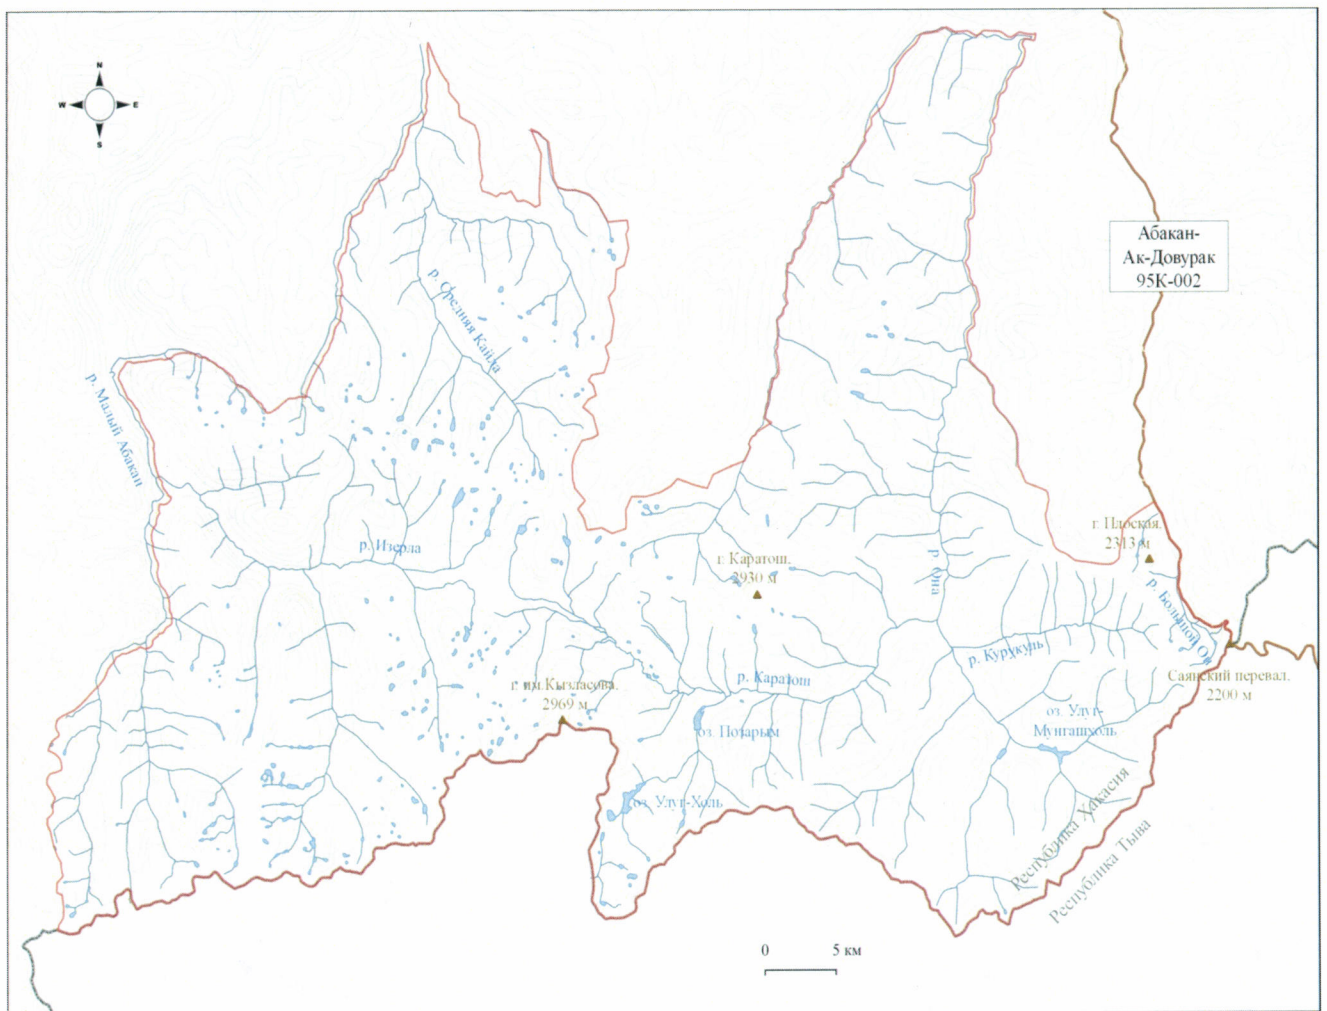 N
W
E
S
Абакан-
Ак-Довурак
95К-002
р. Средняя Кайла
р. Малый Абакан
р. Изерла
г. Плоская.
2313 м
г. Каратош.
2930 м
р. Она
р. Большой Он
р. Курукуль
Саянский перевал.
2200 м
р. Каратош
г. им.Кызласова.
2969 м
оз. Позарым
оз. Улуг-
Мунгашхоль
оз. Улуг-Холь
Республика Хакасия
Республика Тыва
0
5 км